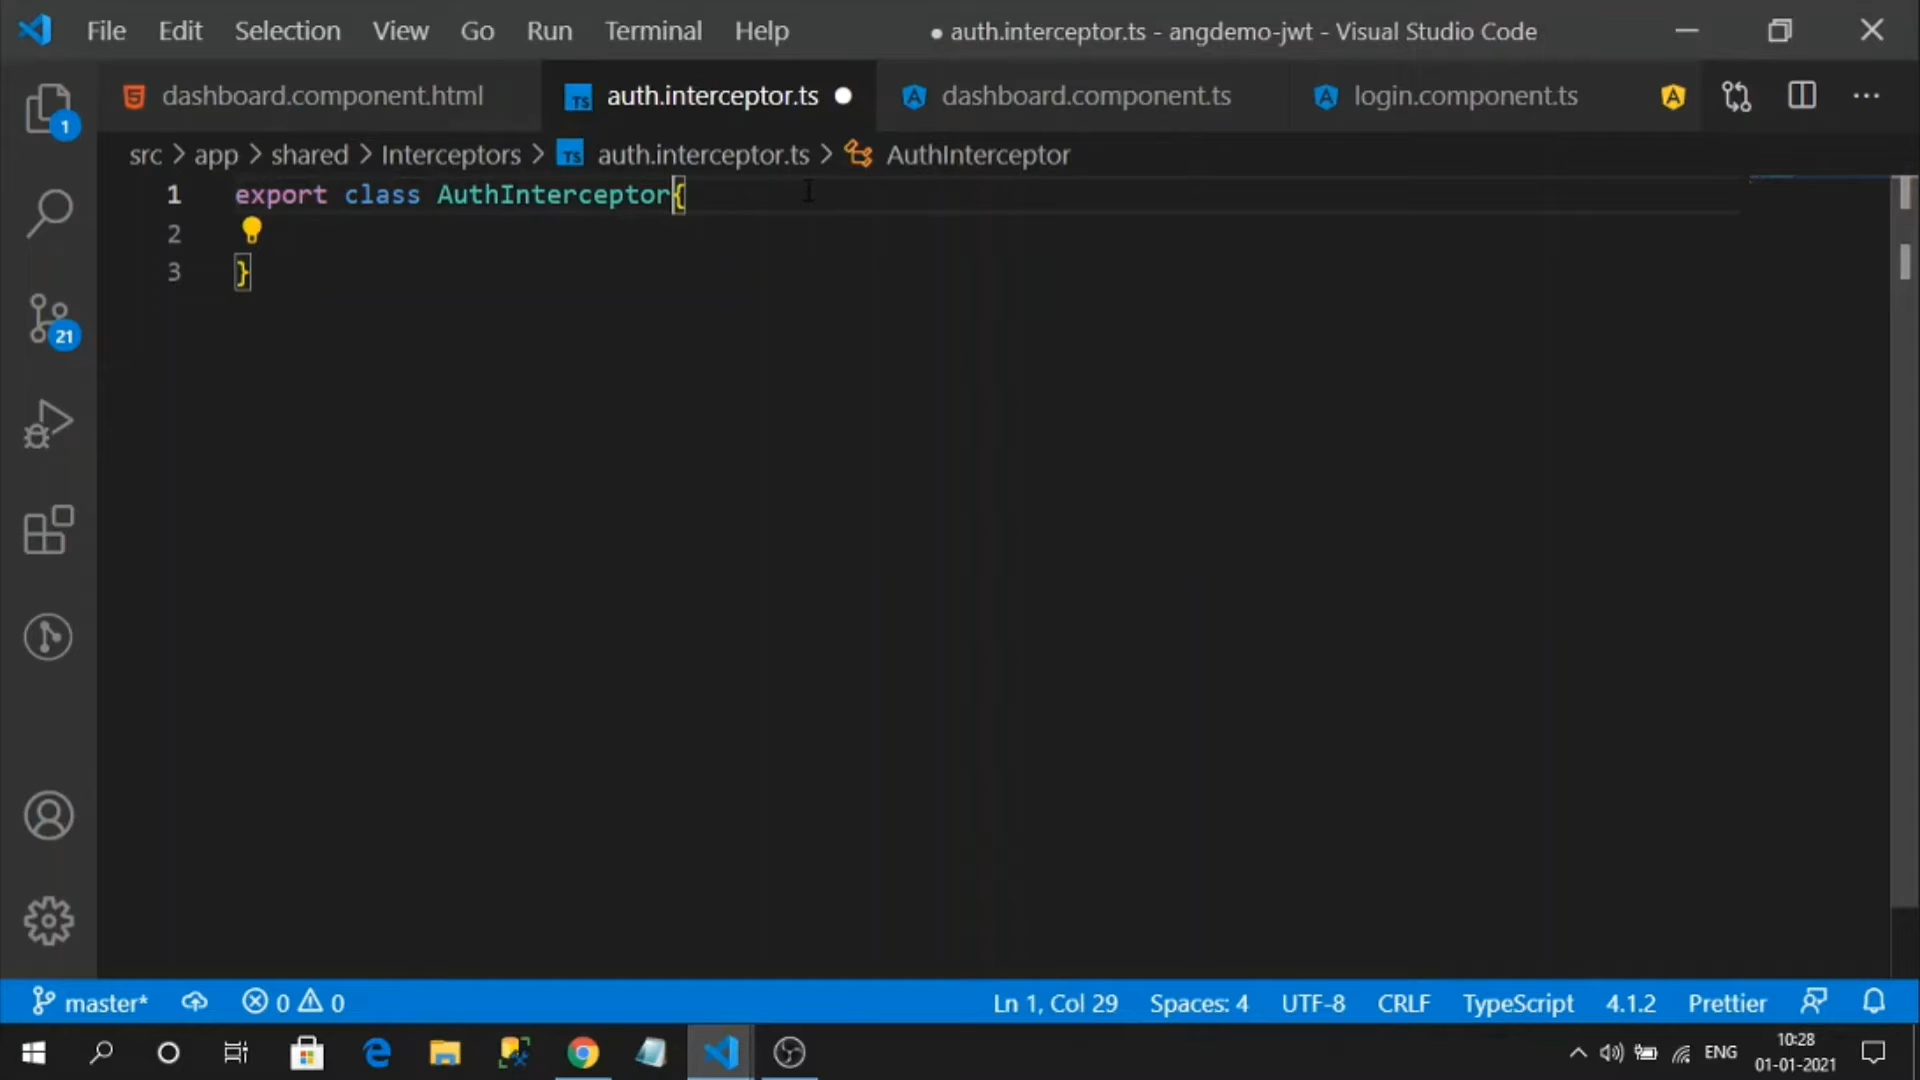 File Edit Selection View Go Run Terminal Help ● auth.interceptor.ts - angdemo-jwt - Visual Studio Code
dashboard.component.html auth.interceptor.ts dashboard.component.ts login.component.ts
src > app > shared > Interceptors > auth.interceptor.ts > AuthInterceptor
1 export class AuthInterceptor{
2
3 }
1
21
master* 0 0 Ln 1, Col 29 Spaces: 4 UTF-8 CRLF TypeScript 4.1.2 Prettier
ENG 10:28
01-01-2021